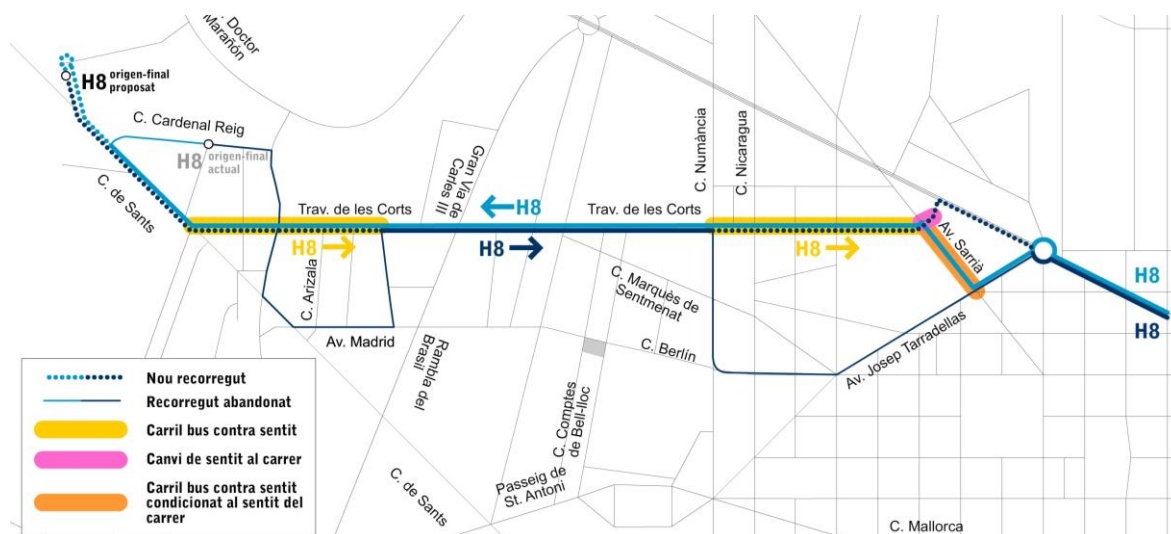 C. Doctor
Marañón
H8 origen-final
proposat
C. Cardenal Reig
H8 origen-final
actual
C. de Sants
Trav. de les Corts
H8
C. Arizala
Av. Madrid
Gran Via de
Carles III
H8
H8
Rambla del
Brasil
Trav. de les Corts
C. Numància
C. Nicaragua
H8
C. Marquès de
Sentmenat
C. Berlín
C. Comptes
de Bell-lloc
Passeig de
St. Antoni
C. de Sants
Av. Sarrià
Av. Josep Tarradellas
H8
H8
C. Mallorca
Nou recorregut
Recorregut abandonat
Carril bus contra sentit
Canvi de sentit al carrer
Carril bus contra sentit
condicionat al sentit del
carrer